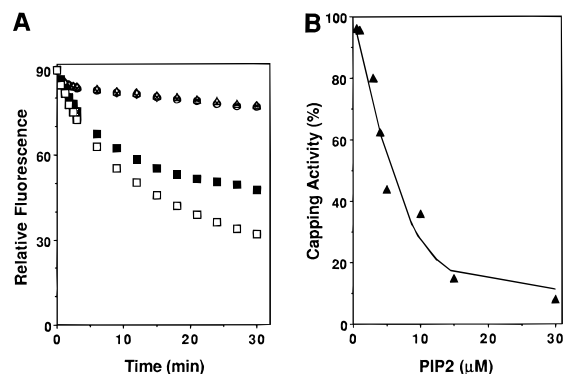 A
90
60
30
0
Relative Fluorescence
0 10 20 30
Time (min)
B
100
80
60
40
20
0
Capping Activity (%)
0 10 20 30
PIP2 (μM)